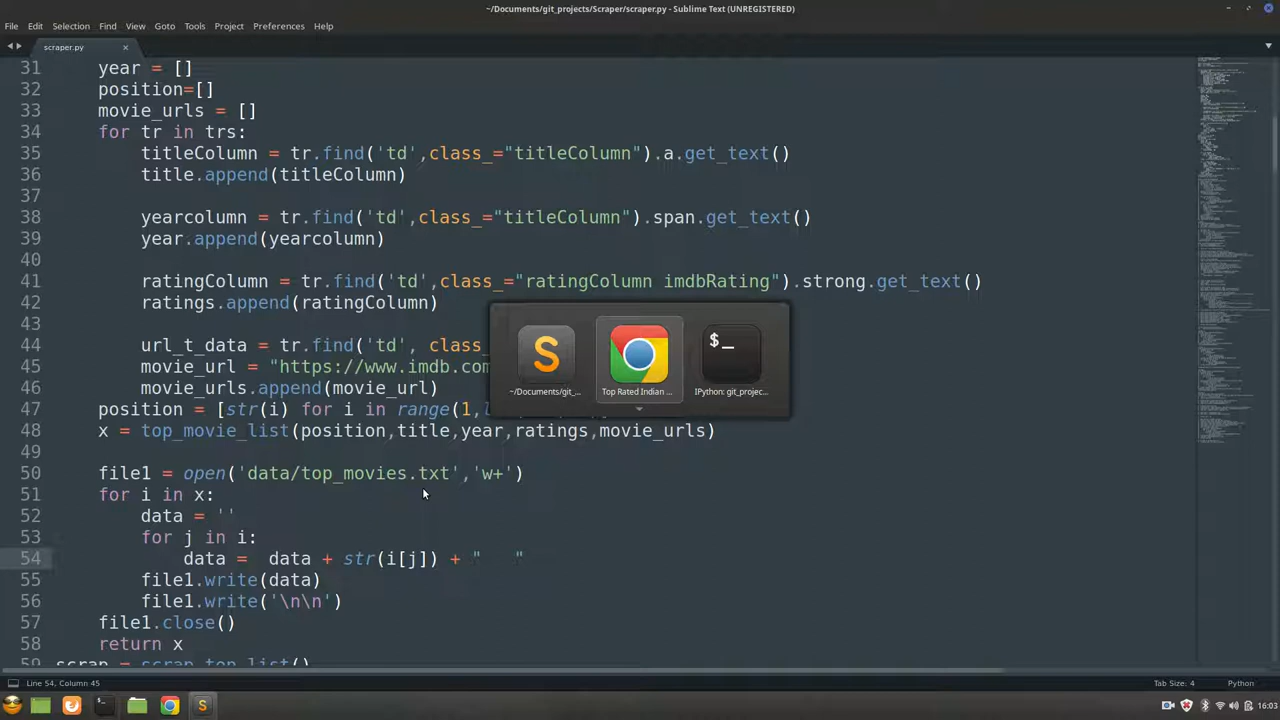 ~/Documents/git_projects/Scraper/scraper.py - Sublime Text (UNREGISTERED)
File Edit Selection Find View Goto Tools Project Preferences Help
scraper.py
31 year = []
32 position=[]
33 movie_urls = []
34 for tr in trs:
35 titleColumn = tr.find('td',class_="titleColumn").a.get_text()
36 title.append(titleColumn)
37
38 yearcolumn = tr.find('td',class_="titleColumn").span.get_text()
39 year.append(yearcolumn)
40
41 ratingColumn = tr.find('td',class_="ratingColumn imdbRating").strong.get_text()
42 ratings.append(ratingColumn)
43
44 url_t_data = tr.find('td', class_
45 movie_url = "https://www.imdb.com
46 movie_urls.append(movie_url)
47 position = [str(i) for i in range(1,
48 x = top_movie_list(position,title,year,ratings,movie_urls)
49
50 file1 = open('data/top_movies.txt','w+')
51 for i in x:
52 data = ''
53 for j in i:
54 data =  data + str(i[j]) + "   "
55 file1.write(data)
56 file1.write('\n\n')
57 file1.close()
58 return x
59 scrap = scrap_top_list()
S
/Documents/git_...
Top Rated Indian ...
$_
IPython: git_projec...
Line 54, Column 45
Tab Size: 4
Python
S
16:03